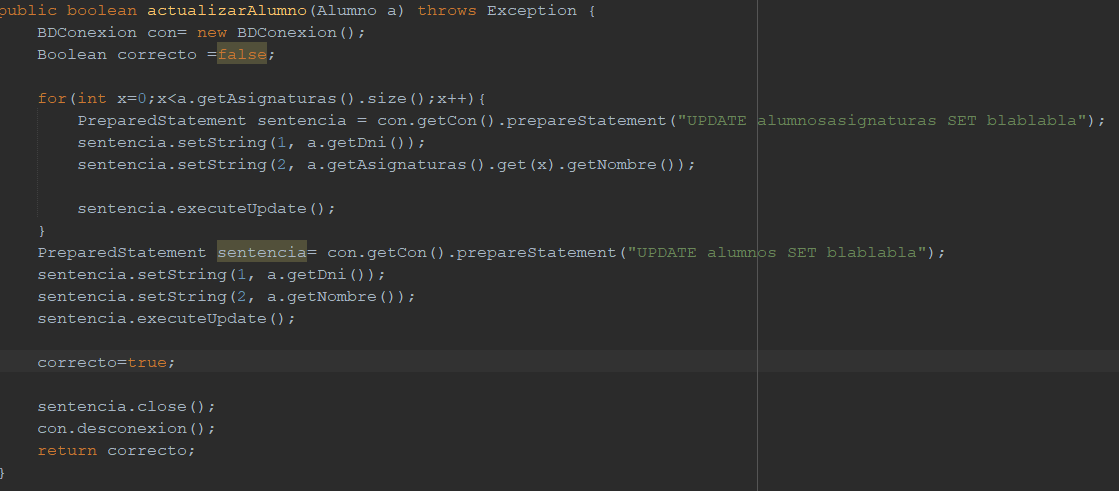 public boolean actualizarAlumno(Alumno a) throws Exception {
BDConexion con= new BDConexion();
Boolean correcto =false;
for(int x=0;x<a.getAsignaturas().size();x++){
PreparedStatement sentencia = con.getCon().prepareStatement("UPDATE alumnosasignaturas SET blablabla");
sentencia.setString(1, a.getDni());
sentencia.setString(2, a.getAsignaturas().get(x).getNombre());
sentencia.executeUpdate();
}
PreparedStatement sentencia= con.getCon().prepareStatement("UPDATE alumnos SET blablabla");
sentencia.setString(1, a.getDni());
sentencia.setString(2, a.getNombre());
sentencia.executeUpdate();
correcto=true;
sentencia.close();
con.desconexion();
return correcto;
}